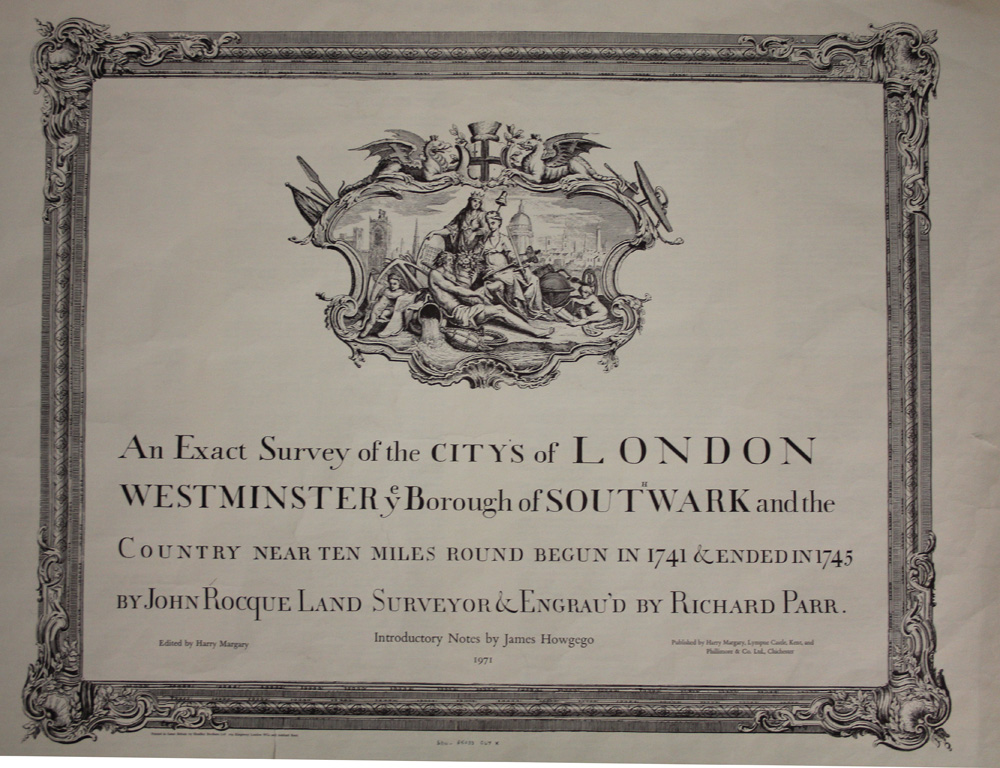 An Exact Survey of the CITY'S of LONDON
WESTMINSTER yᵉ Borough of SOUTᴴWARK and the
COUNTRY NEAR TEN MILES ROUND BEGUN IN 1741 & ENDED IN 1745
BY JOHN ROCQUE LAND SURVEYOR & ENGRAU'D BY RICHARD PARR.
Edited by Harry Margary
Introductory Notes by James Howgego
1971
Published by Harry Margary, Lympne Castle, Kent, and
Phillimore & Co. Ltd., Chichester